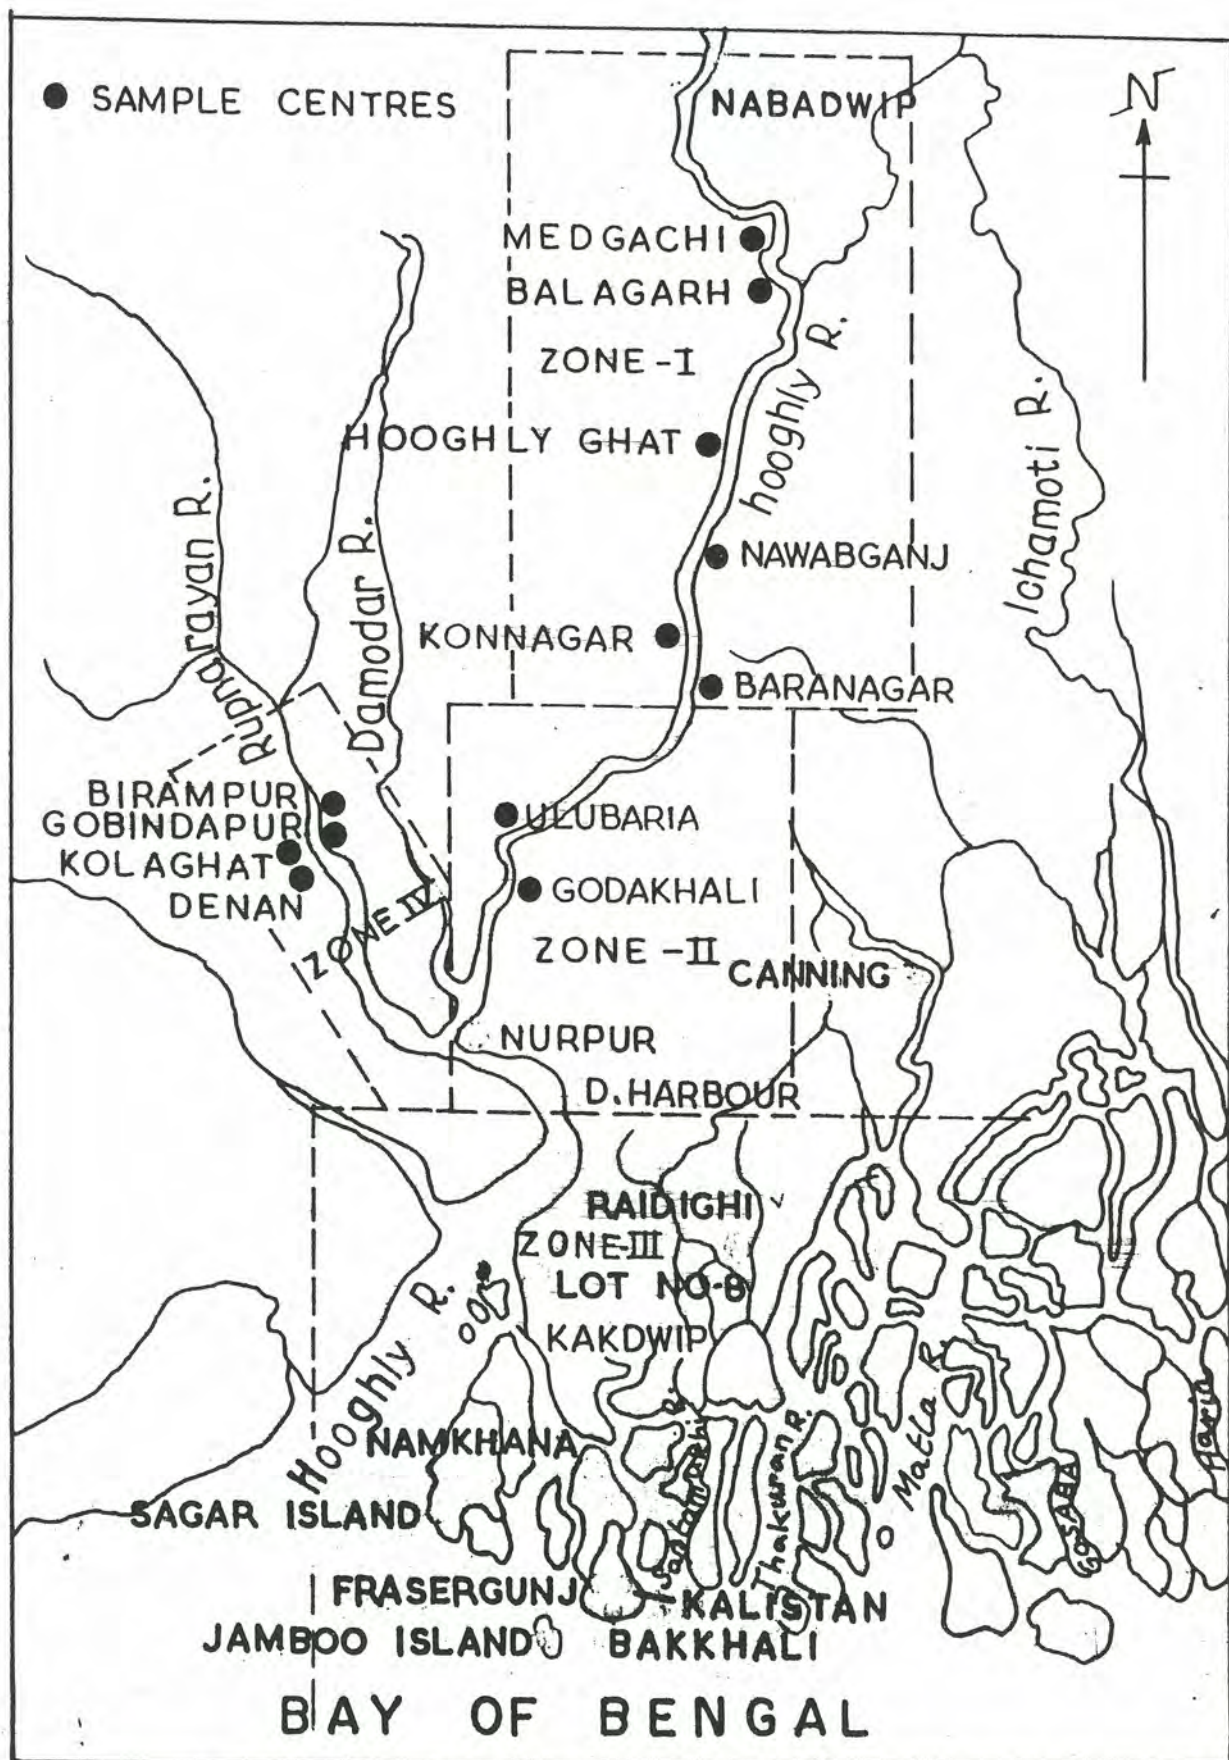 SAMPLE CENTRES
N
NABADWIP
MEDGACHI
BALAGARH
ZONE-I
hooghly R.
HOOGHLY GHAT
Ichamoti R.
Rupnarayan R.
Damodar R.
NAWABGANJ
KONNAGAR
BARANAGAR
BIRAMPUR
GOBINDAPUR
KOLAGHAT
DENAN
ZONE IV
ULUBARIA
GODAKHALI
ZONE-II
CANNING
NURPUR
D. HARBOUR
RAIDIGHI
ZONE-III
LOT NO-8
KAKDWIP
Hooghly R.
NAMKHANA
SAGAR ISLAND
Thakuran R.
Matla R.
GOSABA
Haria
FRASERGUNJ
KALISTAN
JAMBOO ISLAND
BAKKHALI
BAY OF BENGAL